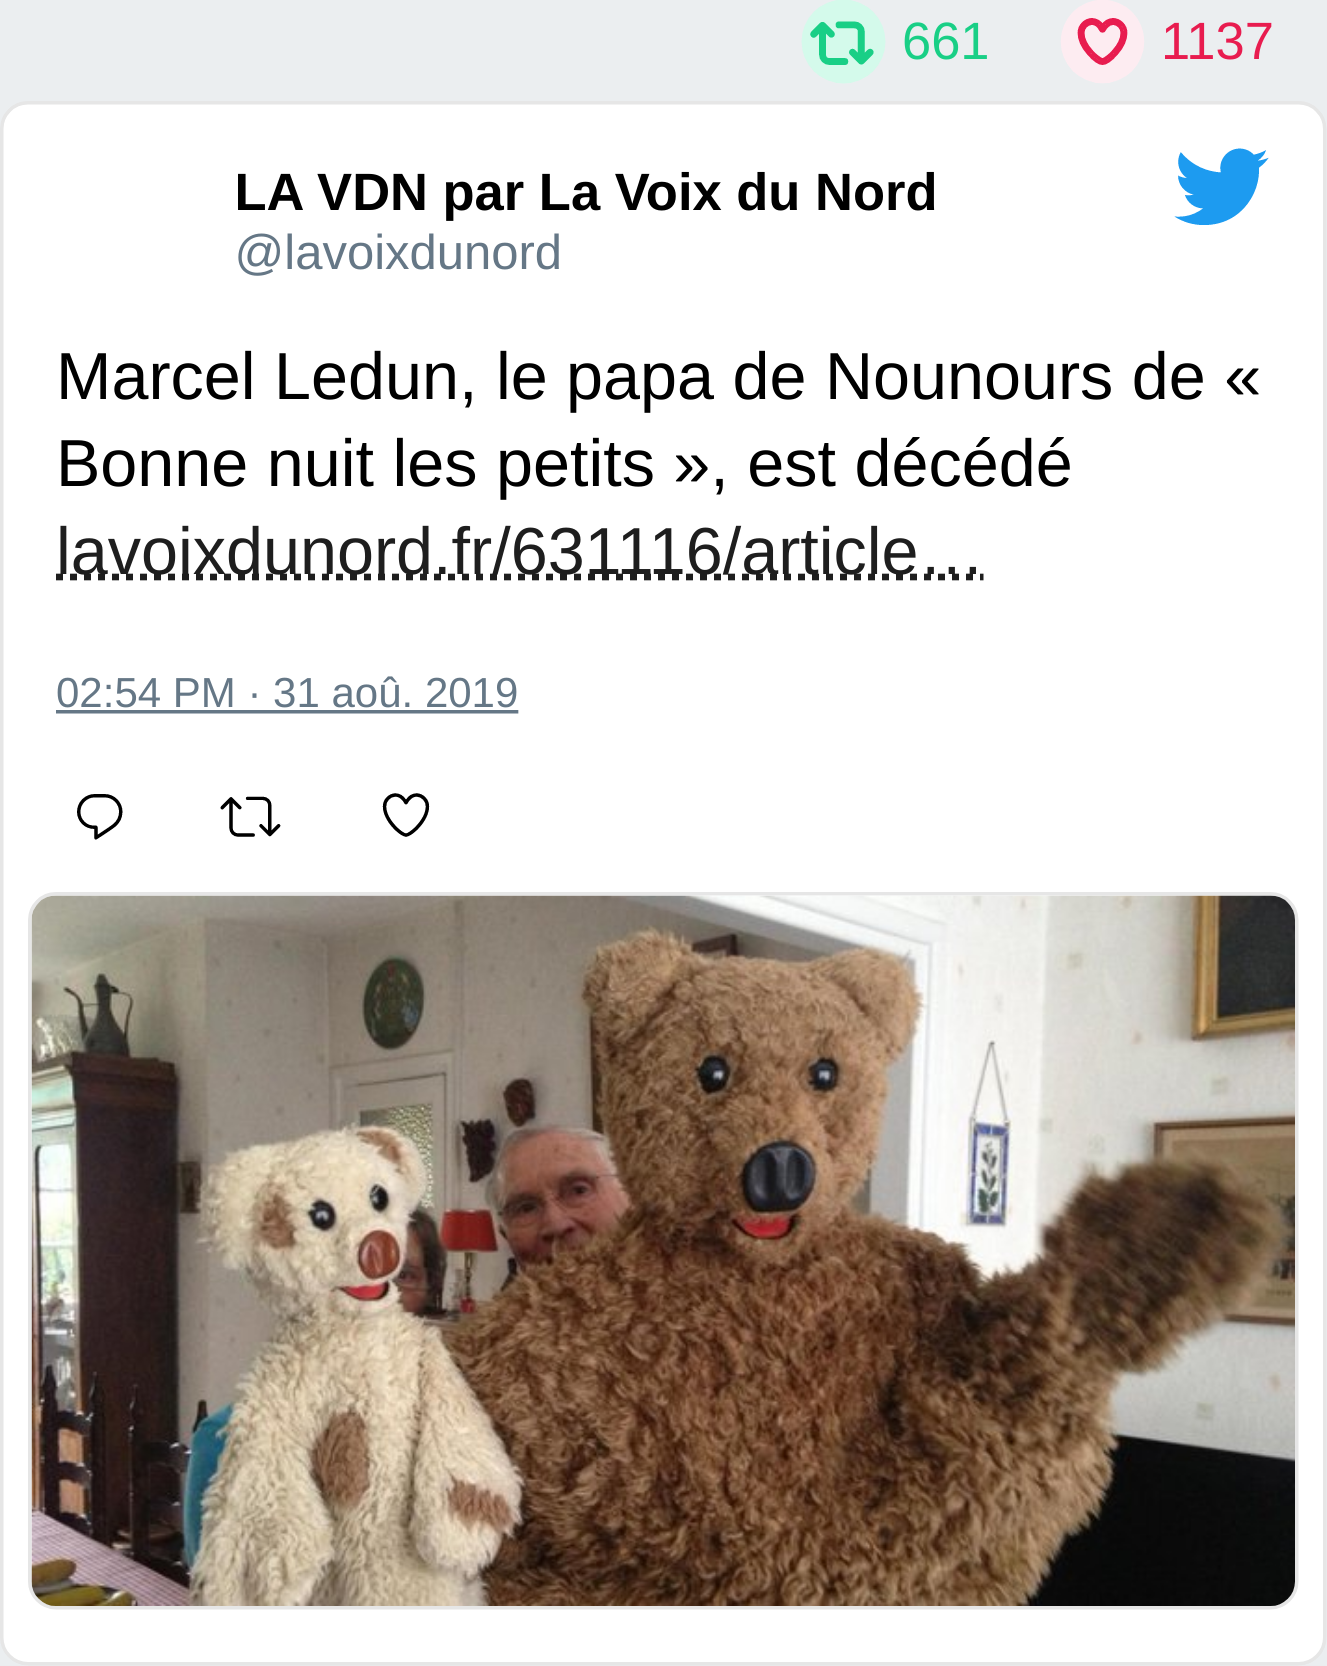 661 1137
LA VDN par La Voix du Nord
@lavoixdunord
Marcel Ledun, le papa de Nounours de «
Bonne nuit les petits », est décédé
lavoixdunord.fr/631116/article…
02:54 PM · 31 aoû. 2019